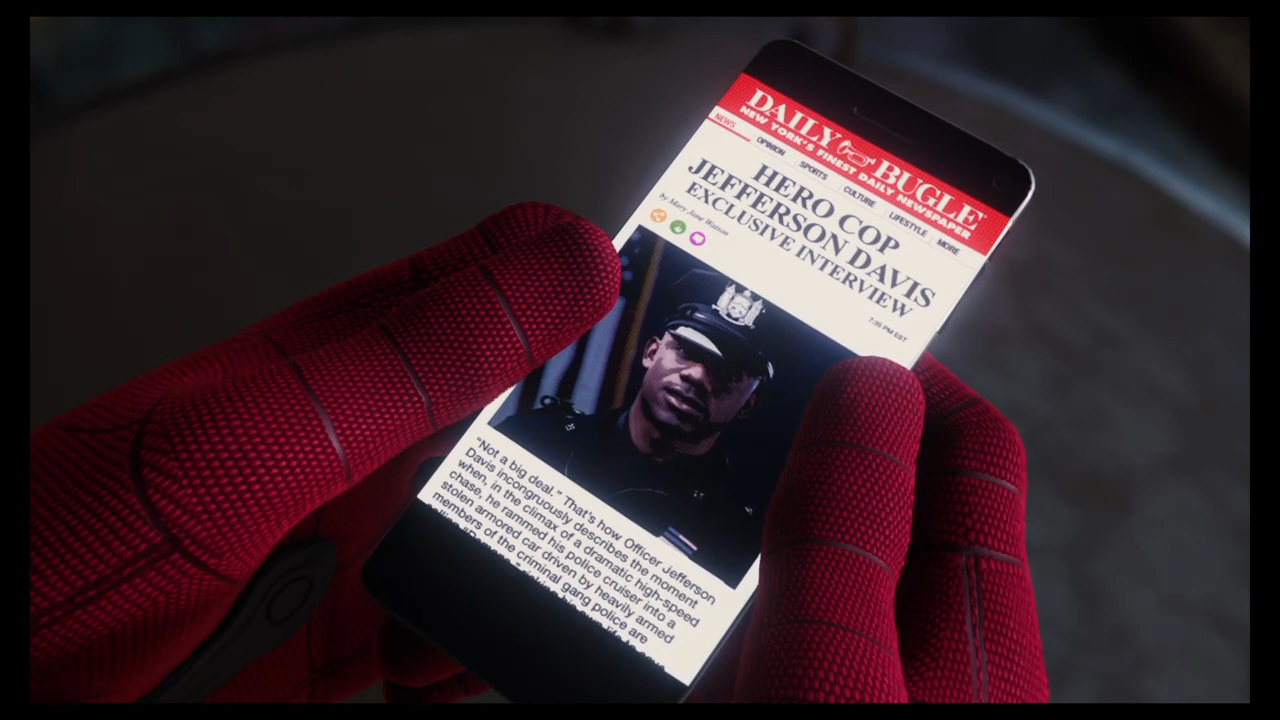 DAILY BUGLE
NEW YORK'S FINEST DAILY NEWSPAPER
NEWS OPINION SPORTS CULTURE LIFESTYLE MORE
HERO COP
JEFFERSON DAVIS
EXCLUSIVE INTERVIEW
by Mary Jane Watson
7:35 PM EST
"Not a big deal." That's how Officer Jefferson
Davis incongruously describes the moment
when, in the climax of a dramatic high-speed
chase, he rammed his police cruiser into a
stolen armored car driven by heavily armed
members of the criminal gang police are